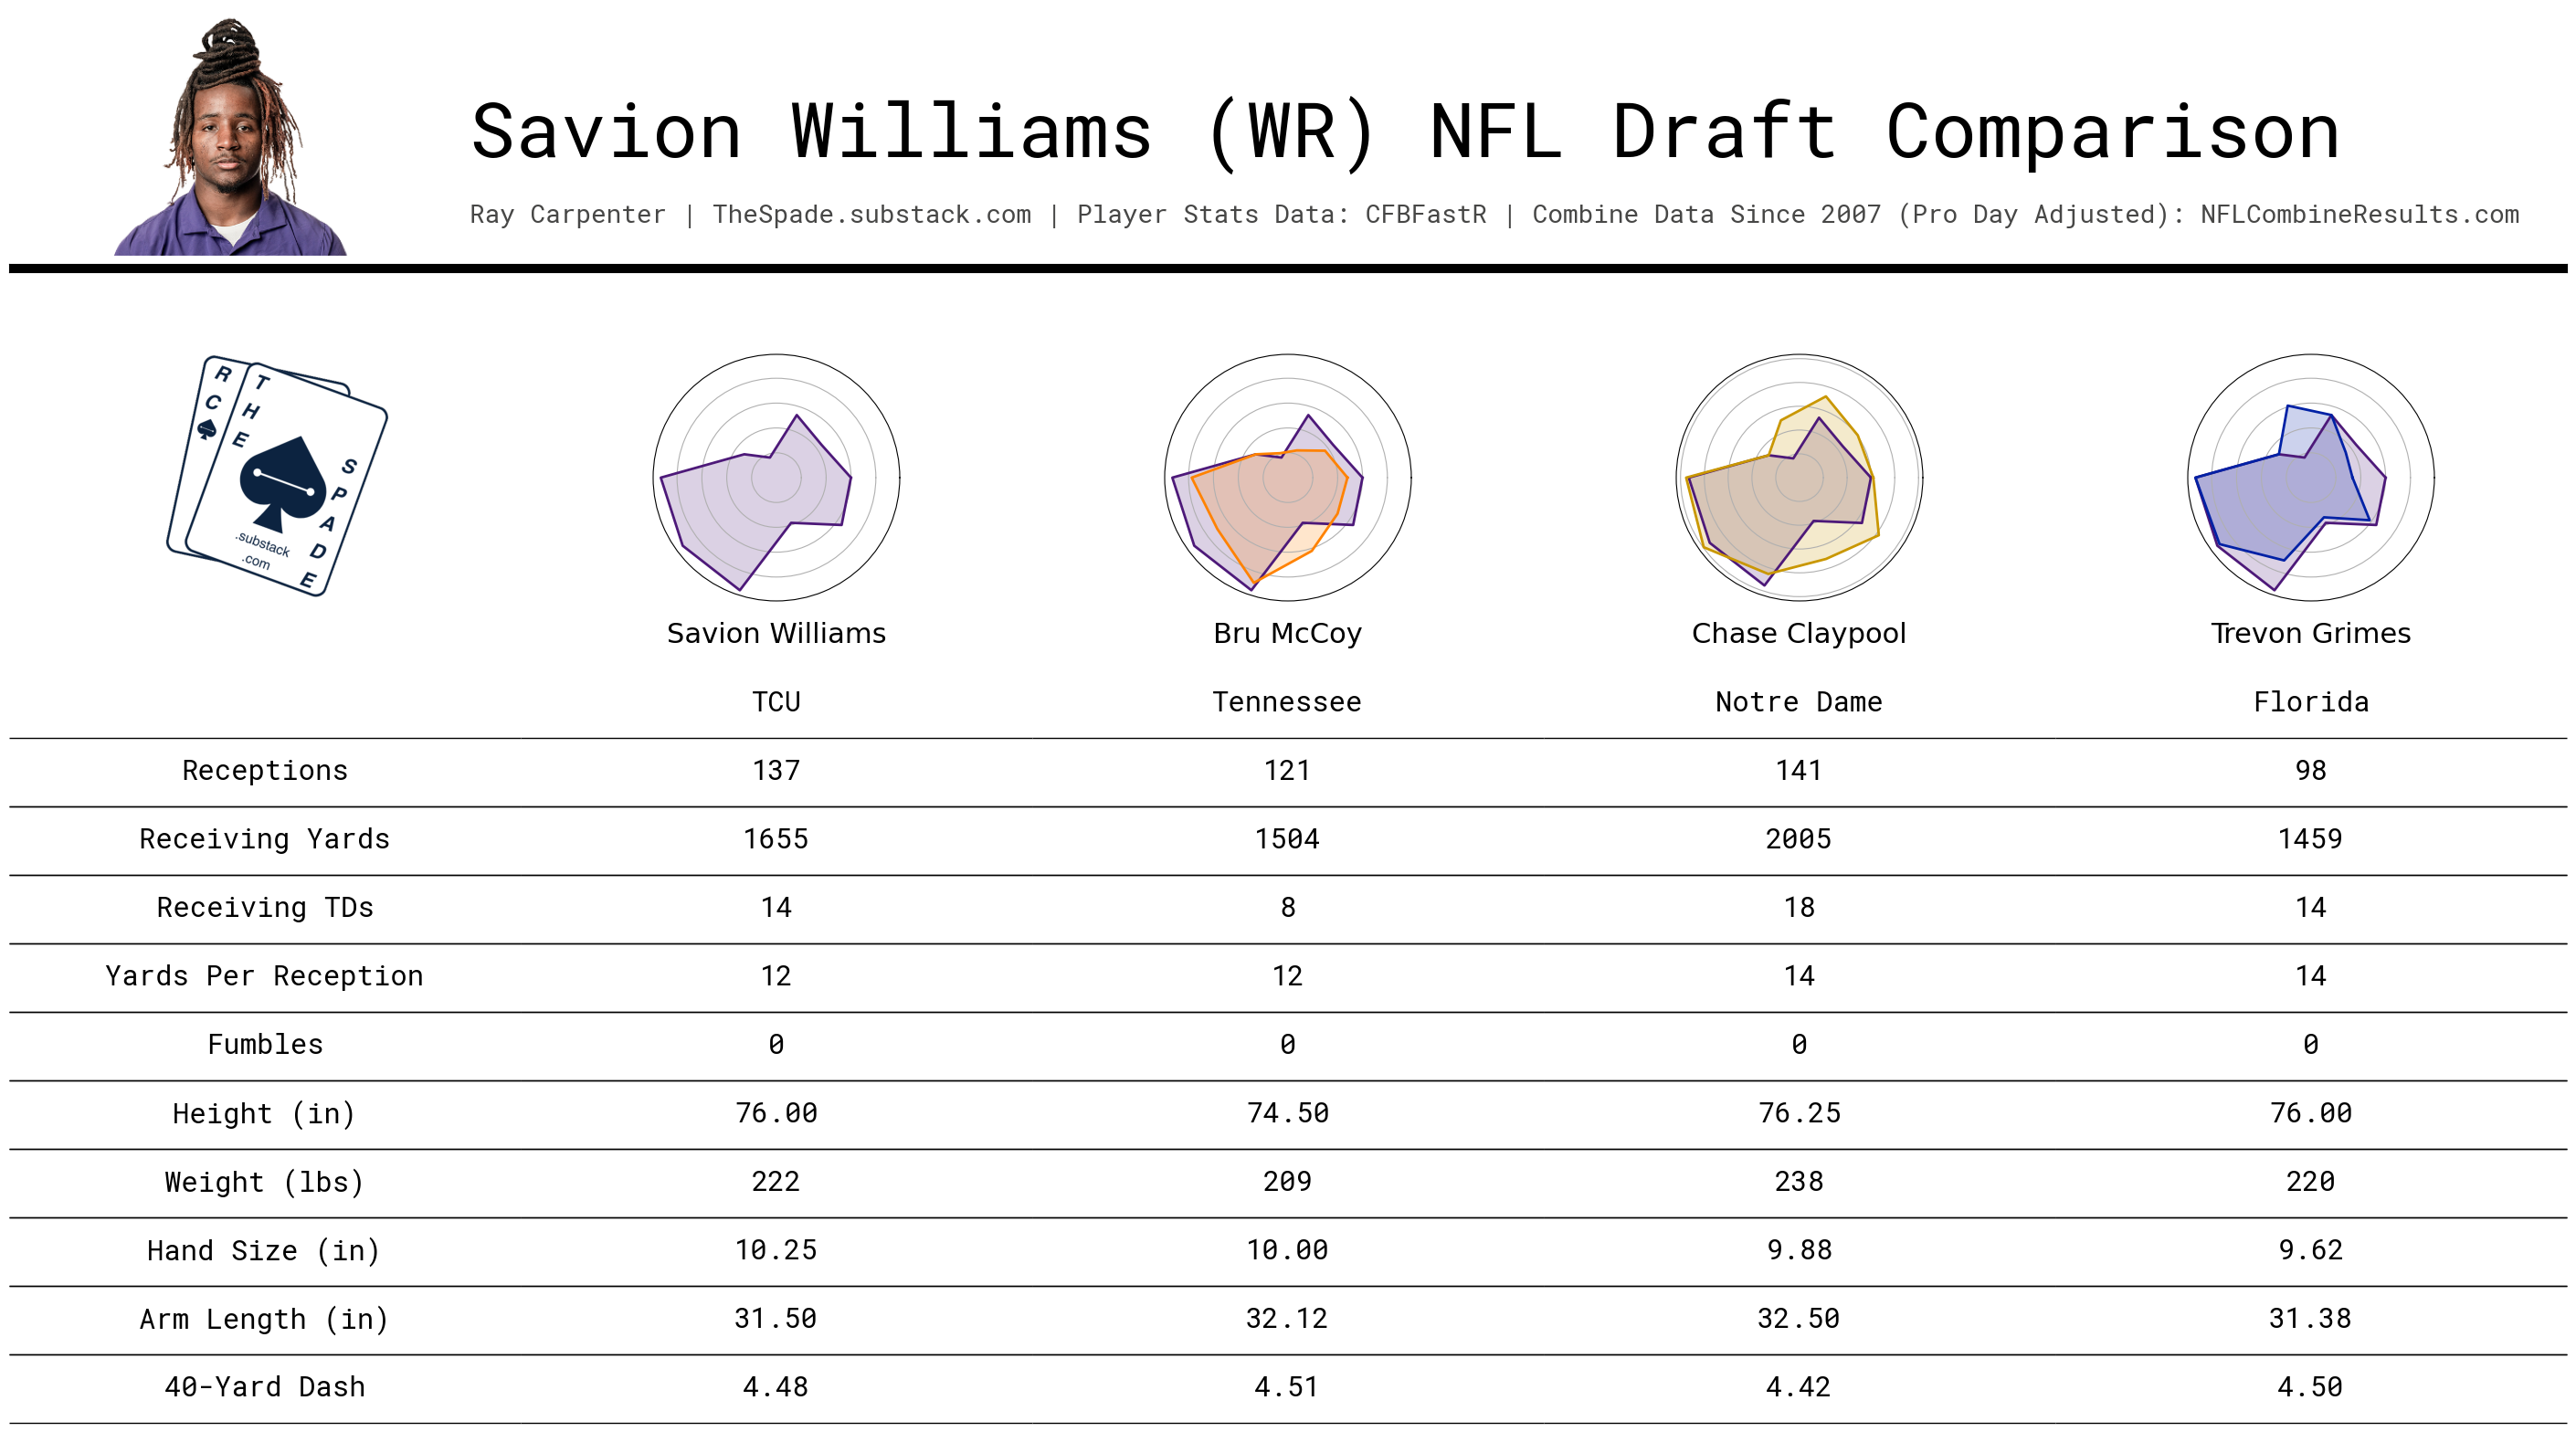 Savion Williams (WR) NFL Draft Comparison
Ray Carpenter | TheSpade.substack.com | Player Stats Data: CFBFastR | Combine Data Since 2007 (Pro Day Adjusted): NFLCombineResults.com
RC
THE
SPADE
.substack
.com
Savion Williams Bru McCoy Chase Claypool Trevon Grimes
TCU Tennessee Notre Dame Florida
Receptions 137 121 141 98
Receiving Yards 1655 1504 2005 1459
Receiving TDs 14 8 18 14
Yards Per Reception 12 12 14 14
Fumbles 0 0 0 0
Height (in) 76.00 74.50 76.25 76.00
Weight (lbs) 222 209 238 220
Hand Size (in) 10.25 10.00 9.88 9.62
Arm Length (in) 31.50 32.12 32.50 31.38
40-Yard Dash 4.48 4.51 4.42 4.50